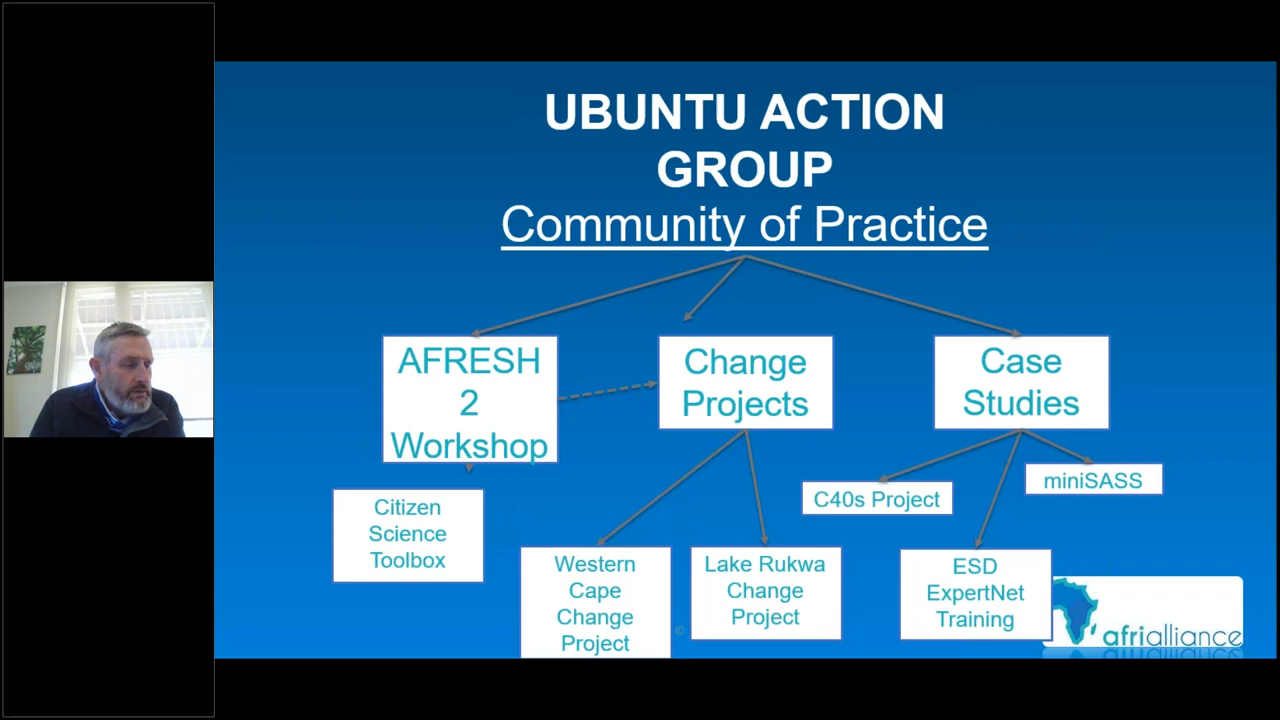 UBUNTU ACTION
GROUP
Community of Practice
AFRESH
2
Workshop
Change
Projects
Case
Studies
Citizen
Science
Toolbox
Western
Cape
Change
Project
Lake Rukwa
Change
Project
C40s Project
miniSASS
ESD
ExpertNet
Training
©
afrialliance